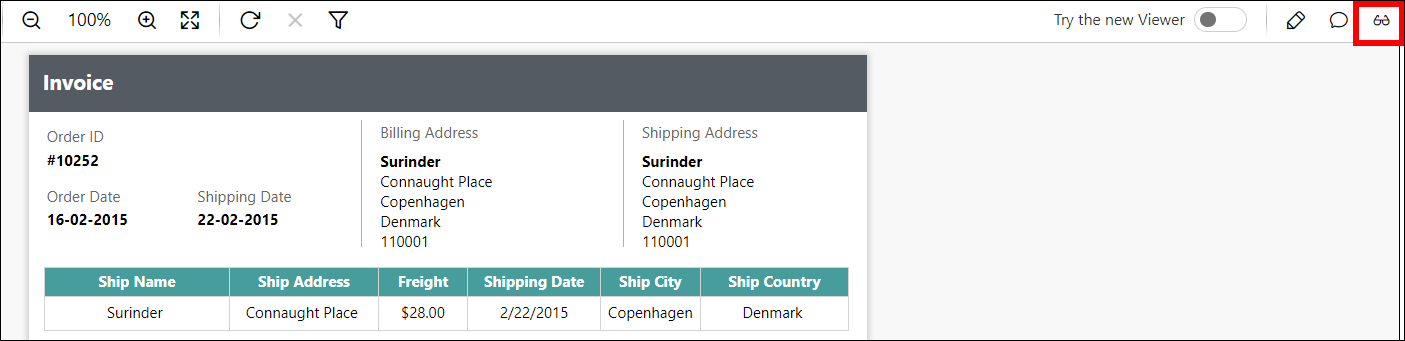 100%
Try the new Viewer
Invoice
Order ID
#10252
Order Date Shipping Date
16-02-2015 22-02-2015
Billing Address
Surinder
Connaught Place
Copenhagen
Denmark
110001
Shipping Address
Surinder
Connaught Place
Copenhagen
Denmark
110001
Ship Name Ship Address Freight Shipping Date Ship City Ship Country
Surinder Connaught Place $28.00 2/22/2015 Copenhagen Denmark